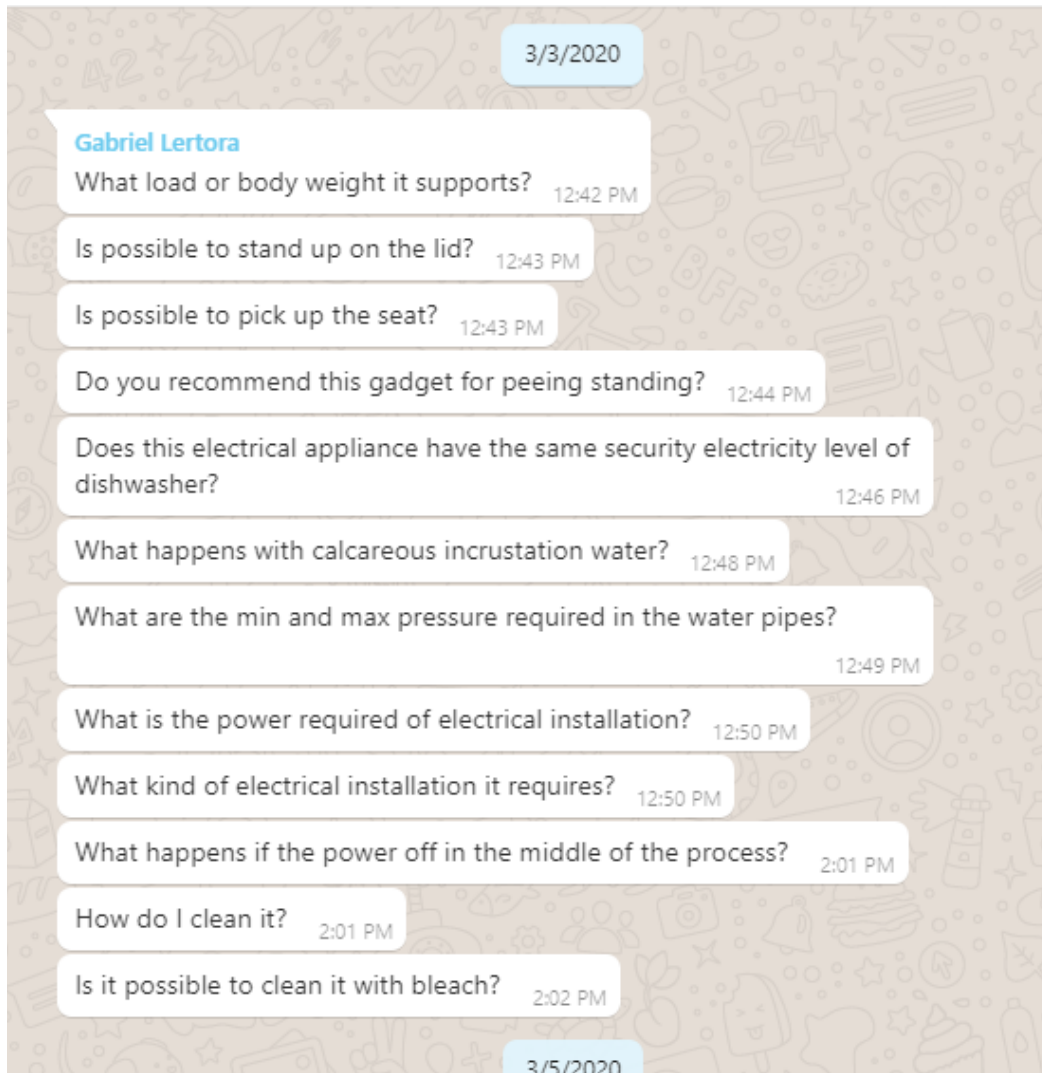 3/3/2020
Gabriel Lertora
What load or body weight it supports? 12:42 PM
Is possible to stand up on the lid? 12:43 PM
Is possible to pick up the seat? 12:43 PM
Do you recommend this gadget for peeing standing? 12:44 PM
Does this electrical appliance have the same security electricity level of
dishwasher? 12:46 PM
What happens with calcareous incrustation water? 12:48 PM
What are the min and max pressure required in the water pipes?
12:49 PM
What is the power required of electrical installation? 12:50 PM
What kind of electrical installation it requires? 12:50 PM
What happens if the power off in the middle of the process? 2:01 PM
How do I clean it? 2:01 PM
Is it possible to clean it with bleach? 2:02 PM
3/5/2020